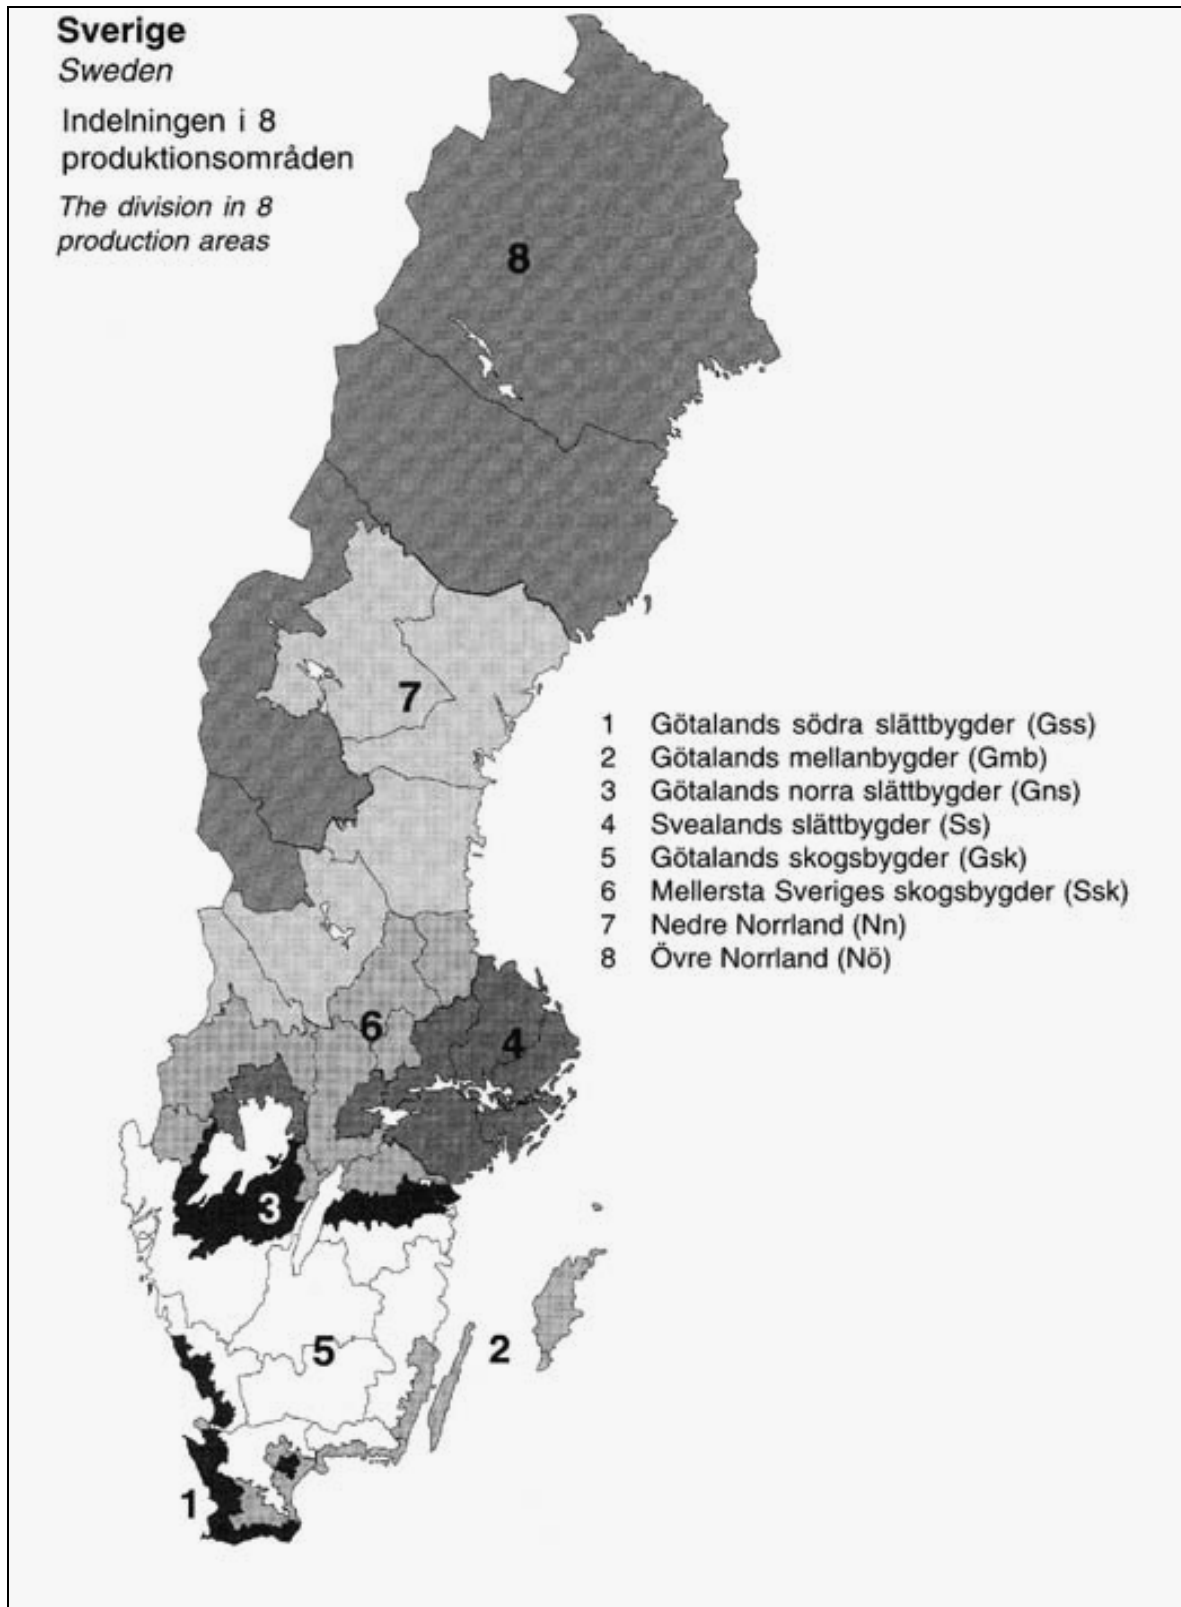 Sverige
Sweden
Indelningen i 8
produktionsområden
The division in 8
production areas
8
7
1 Götalands södra slättbygder (Gss)
2 Götalands mellanbygder (Gmb)
3 Götalands norra slättbygder (Gns)
4 Svealands slättbygder (Ss)
5 Götalands skogsbygder (Gsk)
6 Mellersta Sveriges skogsbygder (Ssk)
7 Nedre Norrland (Nn)
8 Övre Norrland (Nö)
6
4
3
5
2
1